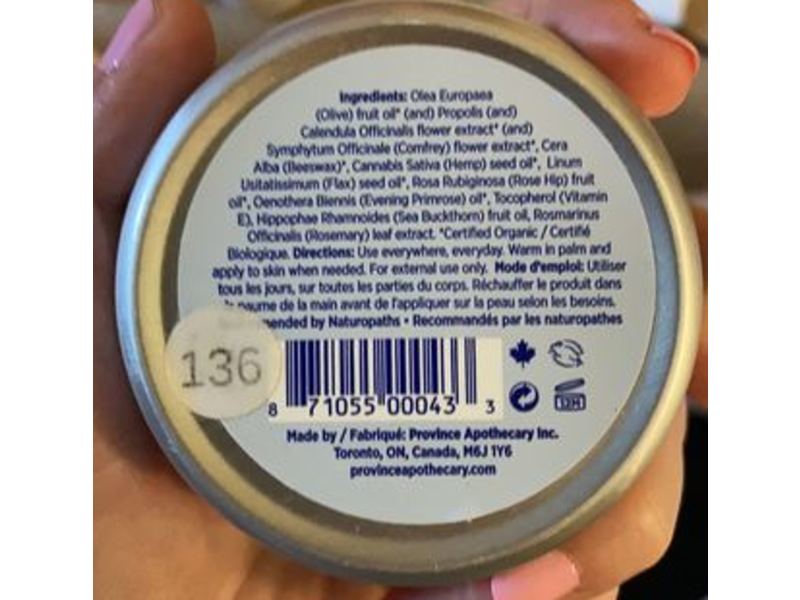 Ingredients: Olea Europaea
(Olive) fruit oil* (and) Propolis (and)
Calendula Officinalis flower extract* (and)
Symphytum Officinale (Comfrey) flower extract*, Cera
Alba (Beeswax)*, Cannabis Sativa (Hemp) seed oil*, Linum
Usitatissimum (Flax) seed oil*, Rosa Rubiginosa (Rose Hip) fruit
oil*, Oenothera Biennis (Evening Primrose) oil*, Tocopherol (Vitamin
E), Hippophae Rhamnoides (Sea Buckthorn) fruit oil, Rosmarinus
Officinalis (Rosemary) leaf extract. *Certified Organic / Certifié
Biologique. Directions: Use everywhere, everyday. Warm in palm and
apply to skin when needed. For external use only. Mode d'emploi: Utiliser
tous les jours, sur toutes les parties du corps. Réchauffer le produit dans
paume de la main avant de l'appliquer sur la peau selon les besoins.
by Naturopaths • Recommandés par les naturopathes
136
8 71055 00043 3
12M
Made by / Fabriqué: Province Apothecary Inc.
Toronto, ON, Canada, M6J 1Y6
provinceapothecary.com